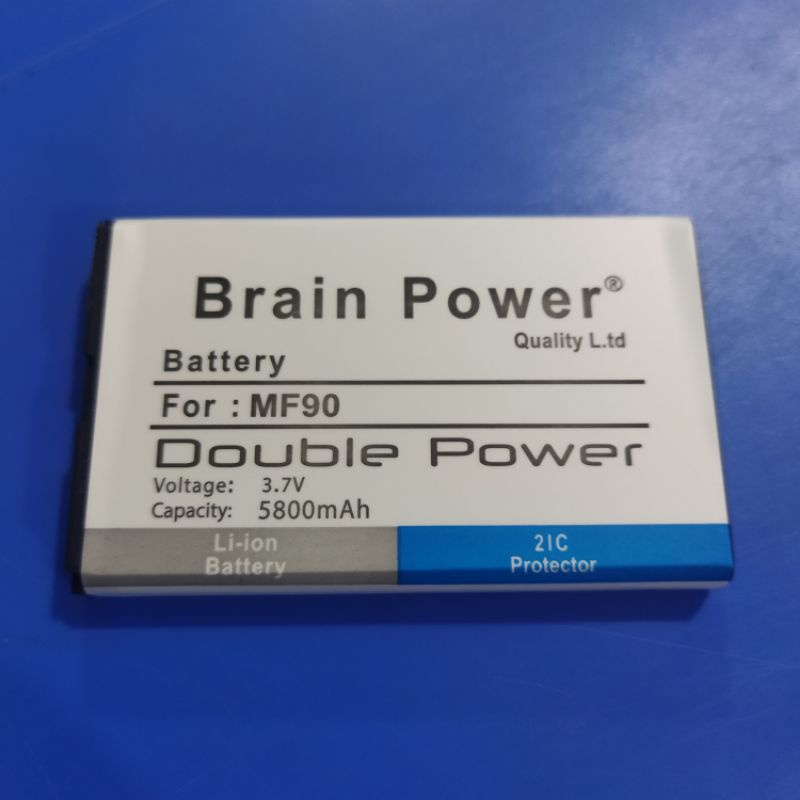 Brain Power®
Quality L.td
Battery
For : MF90
Double Power
Voltage: 3.7V
Capacity: 5800mAh
Li-ion
Battery
2IC
Protector